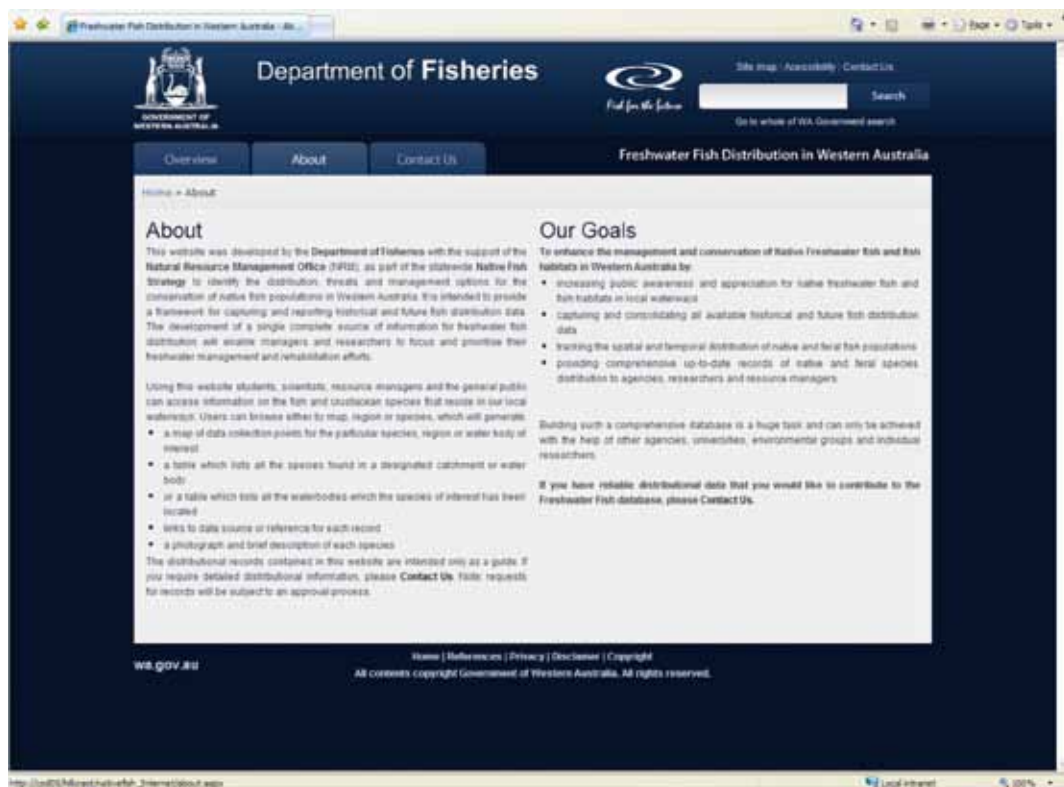 Freshwater Fish Distribution in Western Australia - Ab...
Page
Tools
GOVERNMENT OF
WESTERN AUSTRALIA
Department of Fisheries
Fish for the future
Site map | Accessibility | Contact Us
Search
Go to whole of WA Government search
Overview
About
Contact Us
Freshwater Fish Distribution in Western Australia
Home > About
About
This website was developed by the Department of Fisheries with the support of the
Natural Resource Management Office (NRM), as part of the statewide Native Fish
Strategy to identify the distribution, threats and management options for the
conservation of native fish populations in Western Australia. It is intended to provide
a framework for capturing and reporting historical and future fish distribution data.
The development of a single complete source of information for freshwater fish
distribution will enable managers and researchers to focus and prioritise their
freshwater management and rehabilitation efforts.
Using this website students, scientists, resource managers and the general public
can access information on the fish and crustacean species that reside in our local
waterways. Users can browse either by map, region or species, which will generate:
• a map of data collection points for the particular species, region or water body of
interest
• a table which lists all the species found in a designated catchment or water
body
• or a table which lists all the waterbodies which the species of interest has been
located
• links to data source or reference for each record
• a photograph and brief description of each species
The distributional records contained in this website are intended only as a guide. If
you require detailed distributional information, please Contact Us. Note: requests
for records will be subject to an approval process.
Our Goals
To enhance the management and conservation of Native Freshwater fish and fish
habitats in Western Australia by:
• increasing public awareness and appreciation for native freshwater fish and
fish habitats in local waterways
• capturing and consolidating all available historical and future fish distribution
data
• tracking the spatial and temporal distribution of native and feral fish populations
• providing comprehensive up-to-date records of native and feral species
distribution to agencies, researchers and resource managers.
Building such a comprehensive database is a huge task and can only be achieved
with the help of other agencies, universities, environmental groups and individual
researchers.
If you have reliable distributional data that you would like to contribute to the
Freshwater Fish database, please Contact Us.
wa.gov.au
Home | References | Privacy | Disclaimer | Copyright
All contents copyright Government of Western Australia. All rights reserved.
Local intranet
100%